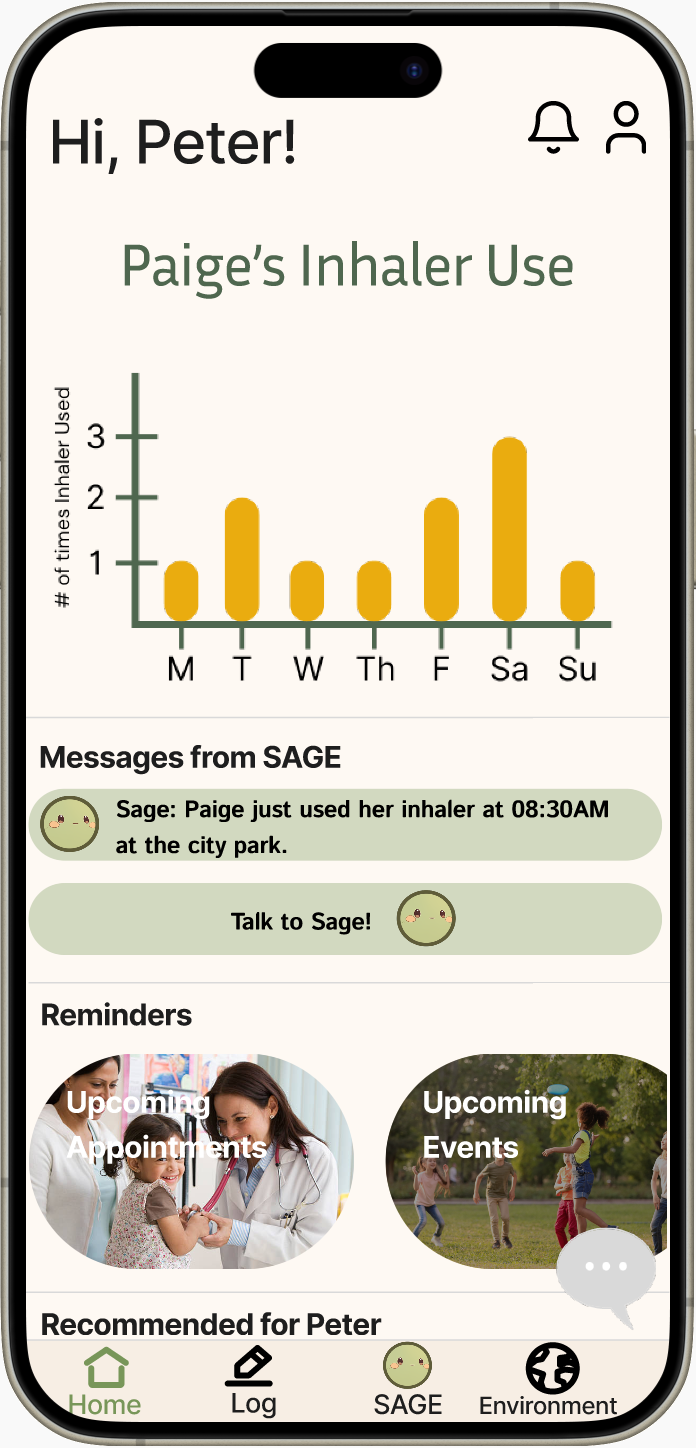 Hi, Peter!
Paige's Inhaler Use
# of times Inhaler Used
3
2
1
M T W Th F Sa Su
Messages from SAGE
Sage: Paige just used her inhaler at 08:30AM
at the city park.
Talk to Sage!
Reminders
Upcoming
Appointments
Upcoming
Events
Recommended for Peter
Home Log SAGE Environment